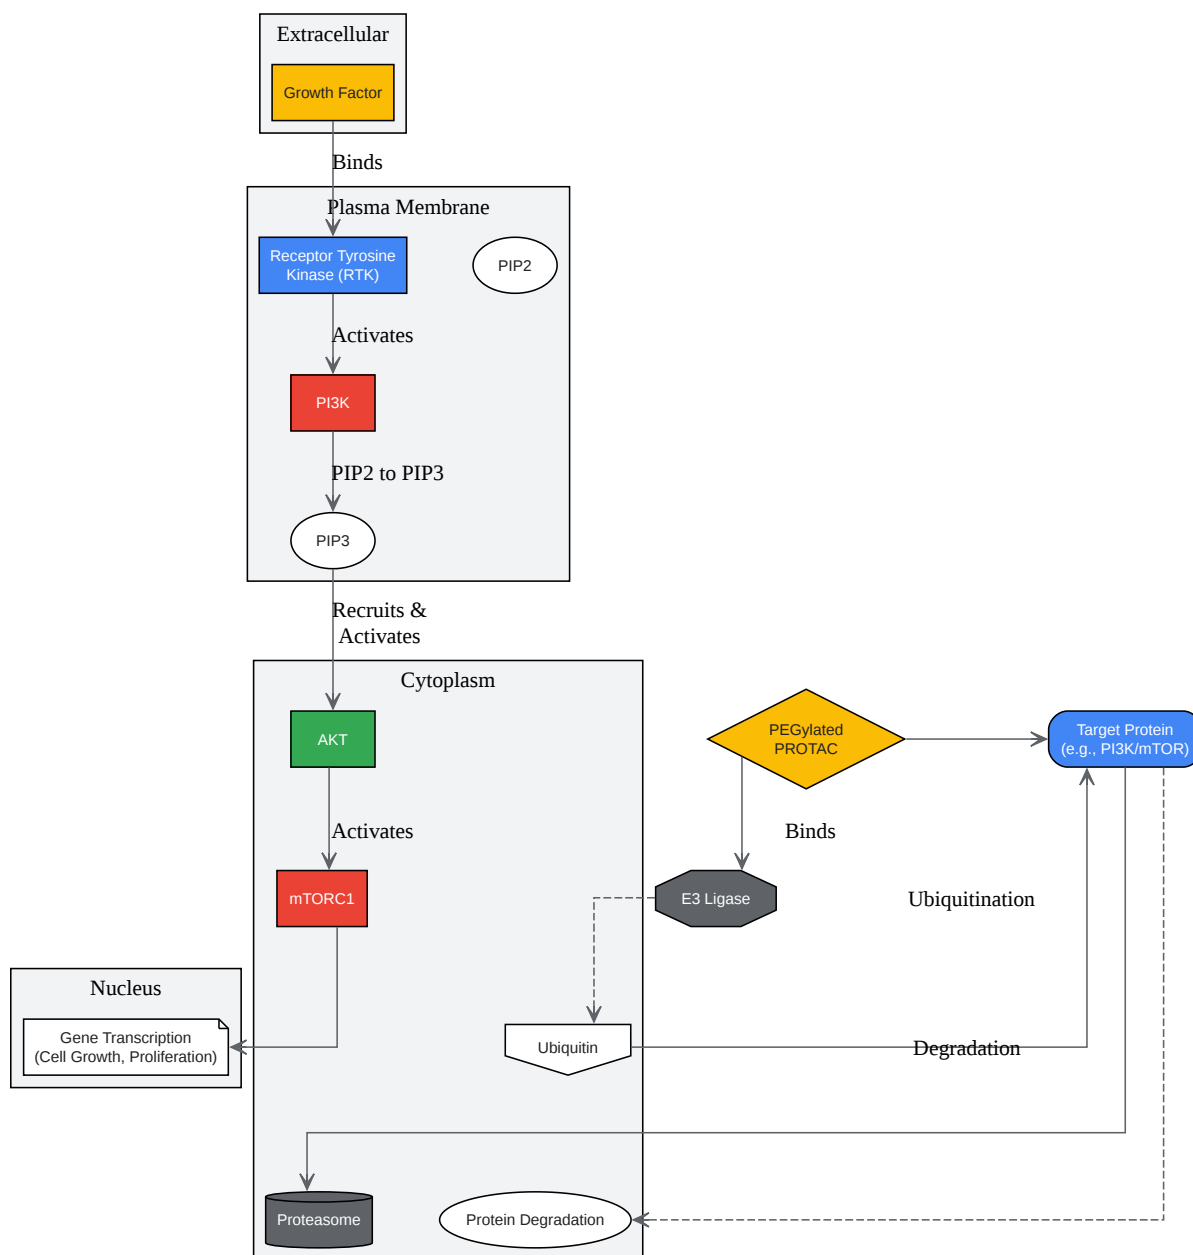 Extracellular
Growth Factor
Binds
Plasma Membrane
Receptor Tyrosine
Kinase (RTK)
PIP2
Activates
PI3K
PIP2 to PIP3
PIP3
Recruits &
Activates
Cytoplasm
AKT
PEGylated
PROTAC
Target Protein
(e.g., PI3K/mTOR)
Activates
Binds
mTORC1
E3 Ligase
Ubiquitination
Nucleus
Gene Transcription
(Cell Growth, Proliferation)
Ubiquitin
Degradation
Proteasome
Protein Degradation